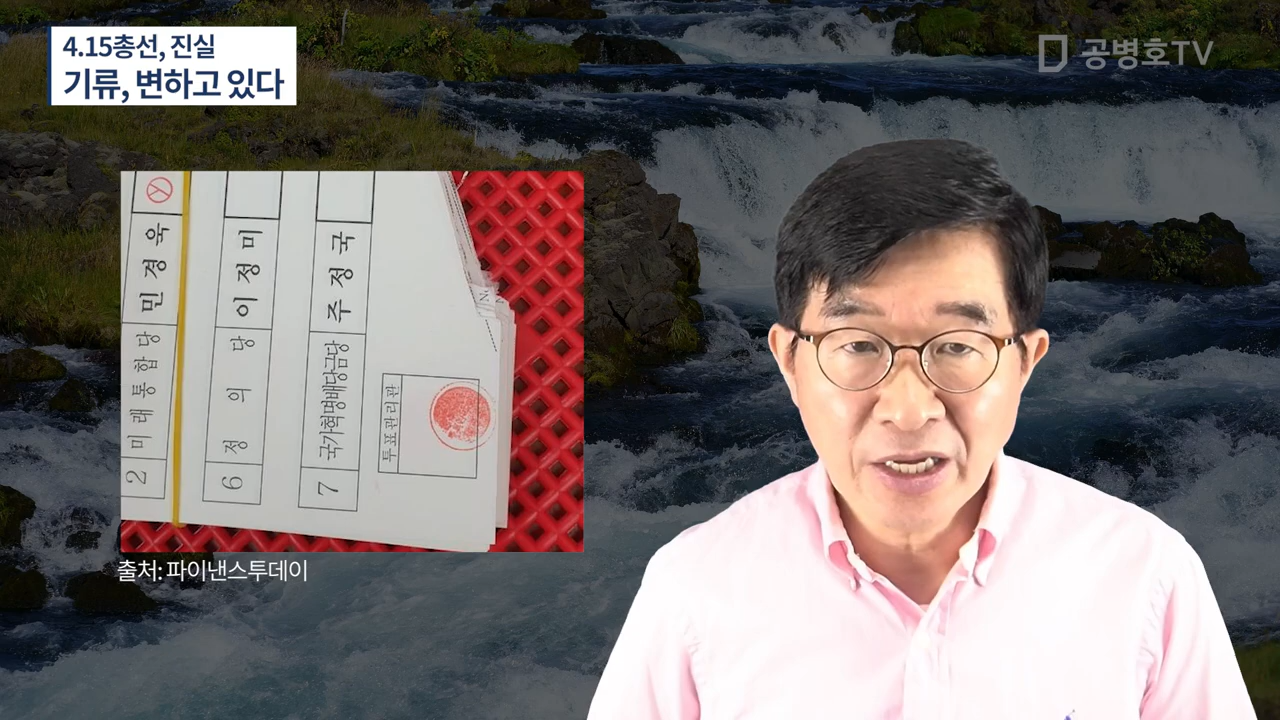 4.15총선, 진실
기류, 변하고 있다
공병호TV
2 미래통합당 민경욱
6 정의당 이정미
7 국가혁명배당금당 주정국
투표관리관
N
출처: 파이낸스투데이